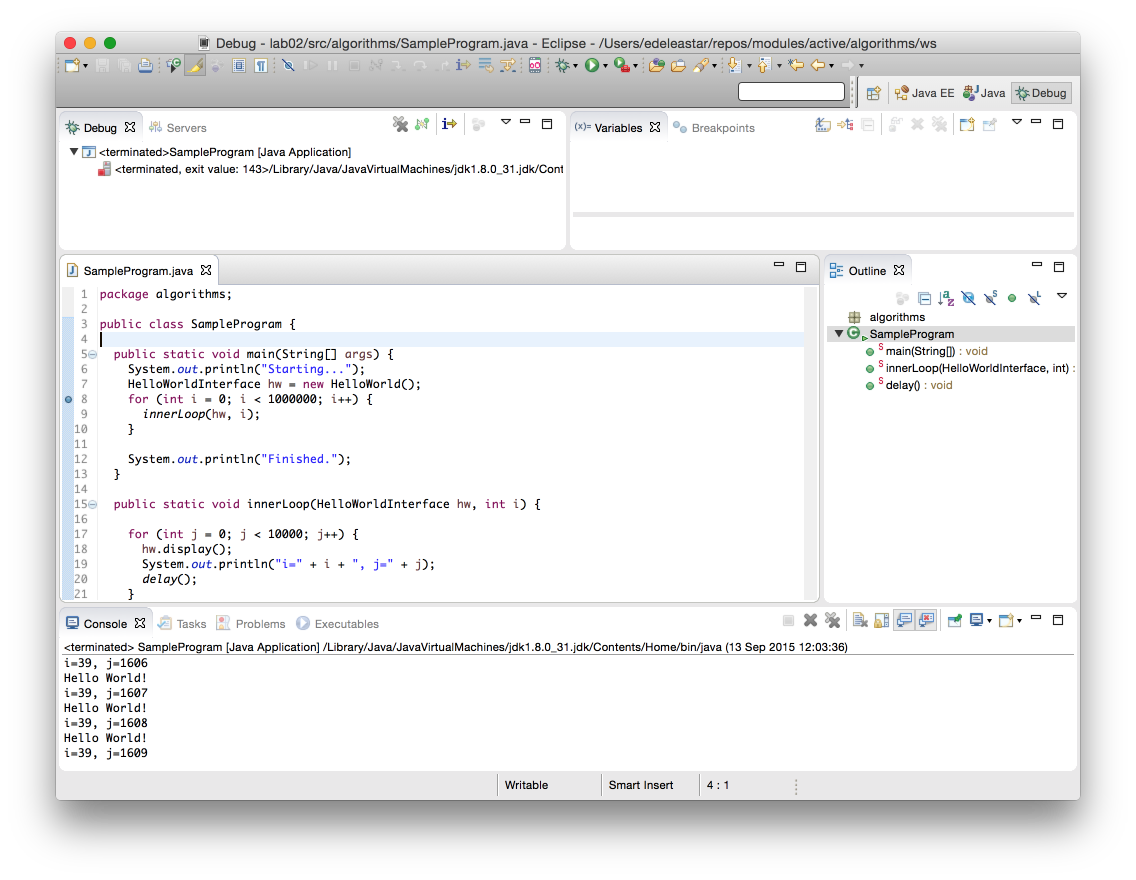 Debug - lab02/src/algorithms/SampleProgram.java - Eclipse - /Users/edeleastar/repos/modules/active/algorithms/ws
Java EE Java Debug
Debug Servers
<terminated>SampleProgram [Java Application]
<terminated, exit value: 143>/Library/Java/JavaVirtualMachines/jdk1.8.0_31.jdk/Cont
(x)= Variables Breakpoints
SampleProgram.java
1 package algorithms;
2
3 public class SampleProgram {
4
5 public static void main(String[] args) {
6 System.out.println("Starting...");
7 HelloWorldInterface hw = new HelloWorld();
8 for (int i = 0; i < 1000000; i++) {
9 innerLoop(hw, i);
10 }
11
12 System.out.println("Finished.");
13 }
14
15 public static void innerLoop(HelloWorldInterface hw, int i) {
16
17 for (int j = 0; j < 10000; j++) {
18 hw.display();
19 System.out.println("i=" + i + ", j=" + j);
20 delay();
21 }
Outline
algorithms
SampleProgram
main(String[]) : void
innerLoop(HelloWorldInterface, int) :
delay() : void
Console Tasks Problems Executables
<terminated> SampleProgram [Java Application] /Library/Java/JavaVirtualMachines/jdk1.8.0_31.jdk/Contents/Home/bin/java (13 Sep 2015 12:03:36)
i=39, j=1606
Hello World!
i=39, j=1607
Hello World!
i=39, j=1608
Hello World!
i=39, j=1609
Writable Smart Insert 4 : 1